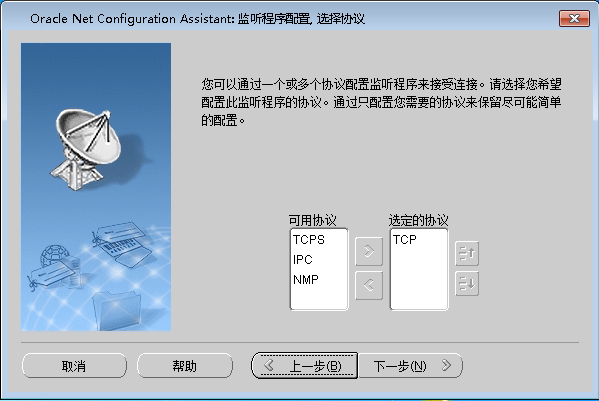 Oracle Net Configuration Assistant: 监听程序配置, 选择协议
您可以通过一个或多个协议配置监听程序来接受连接。请选择您希望
配置此监听程序的协议。通过只配置您需要的协议来保留尽可能简单
的配置。
可用协议
选定的协议
TCPS
TCP
IPC
NMP
取消
帮助
上一步(B)
下一步(N)